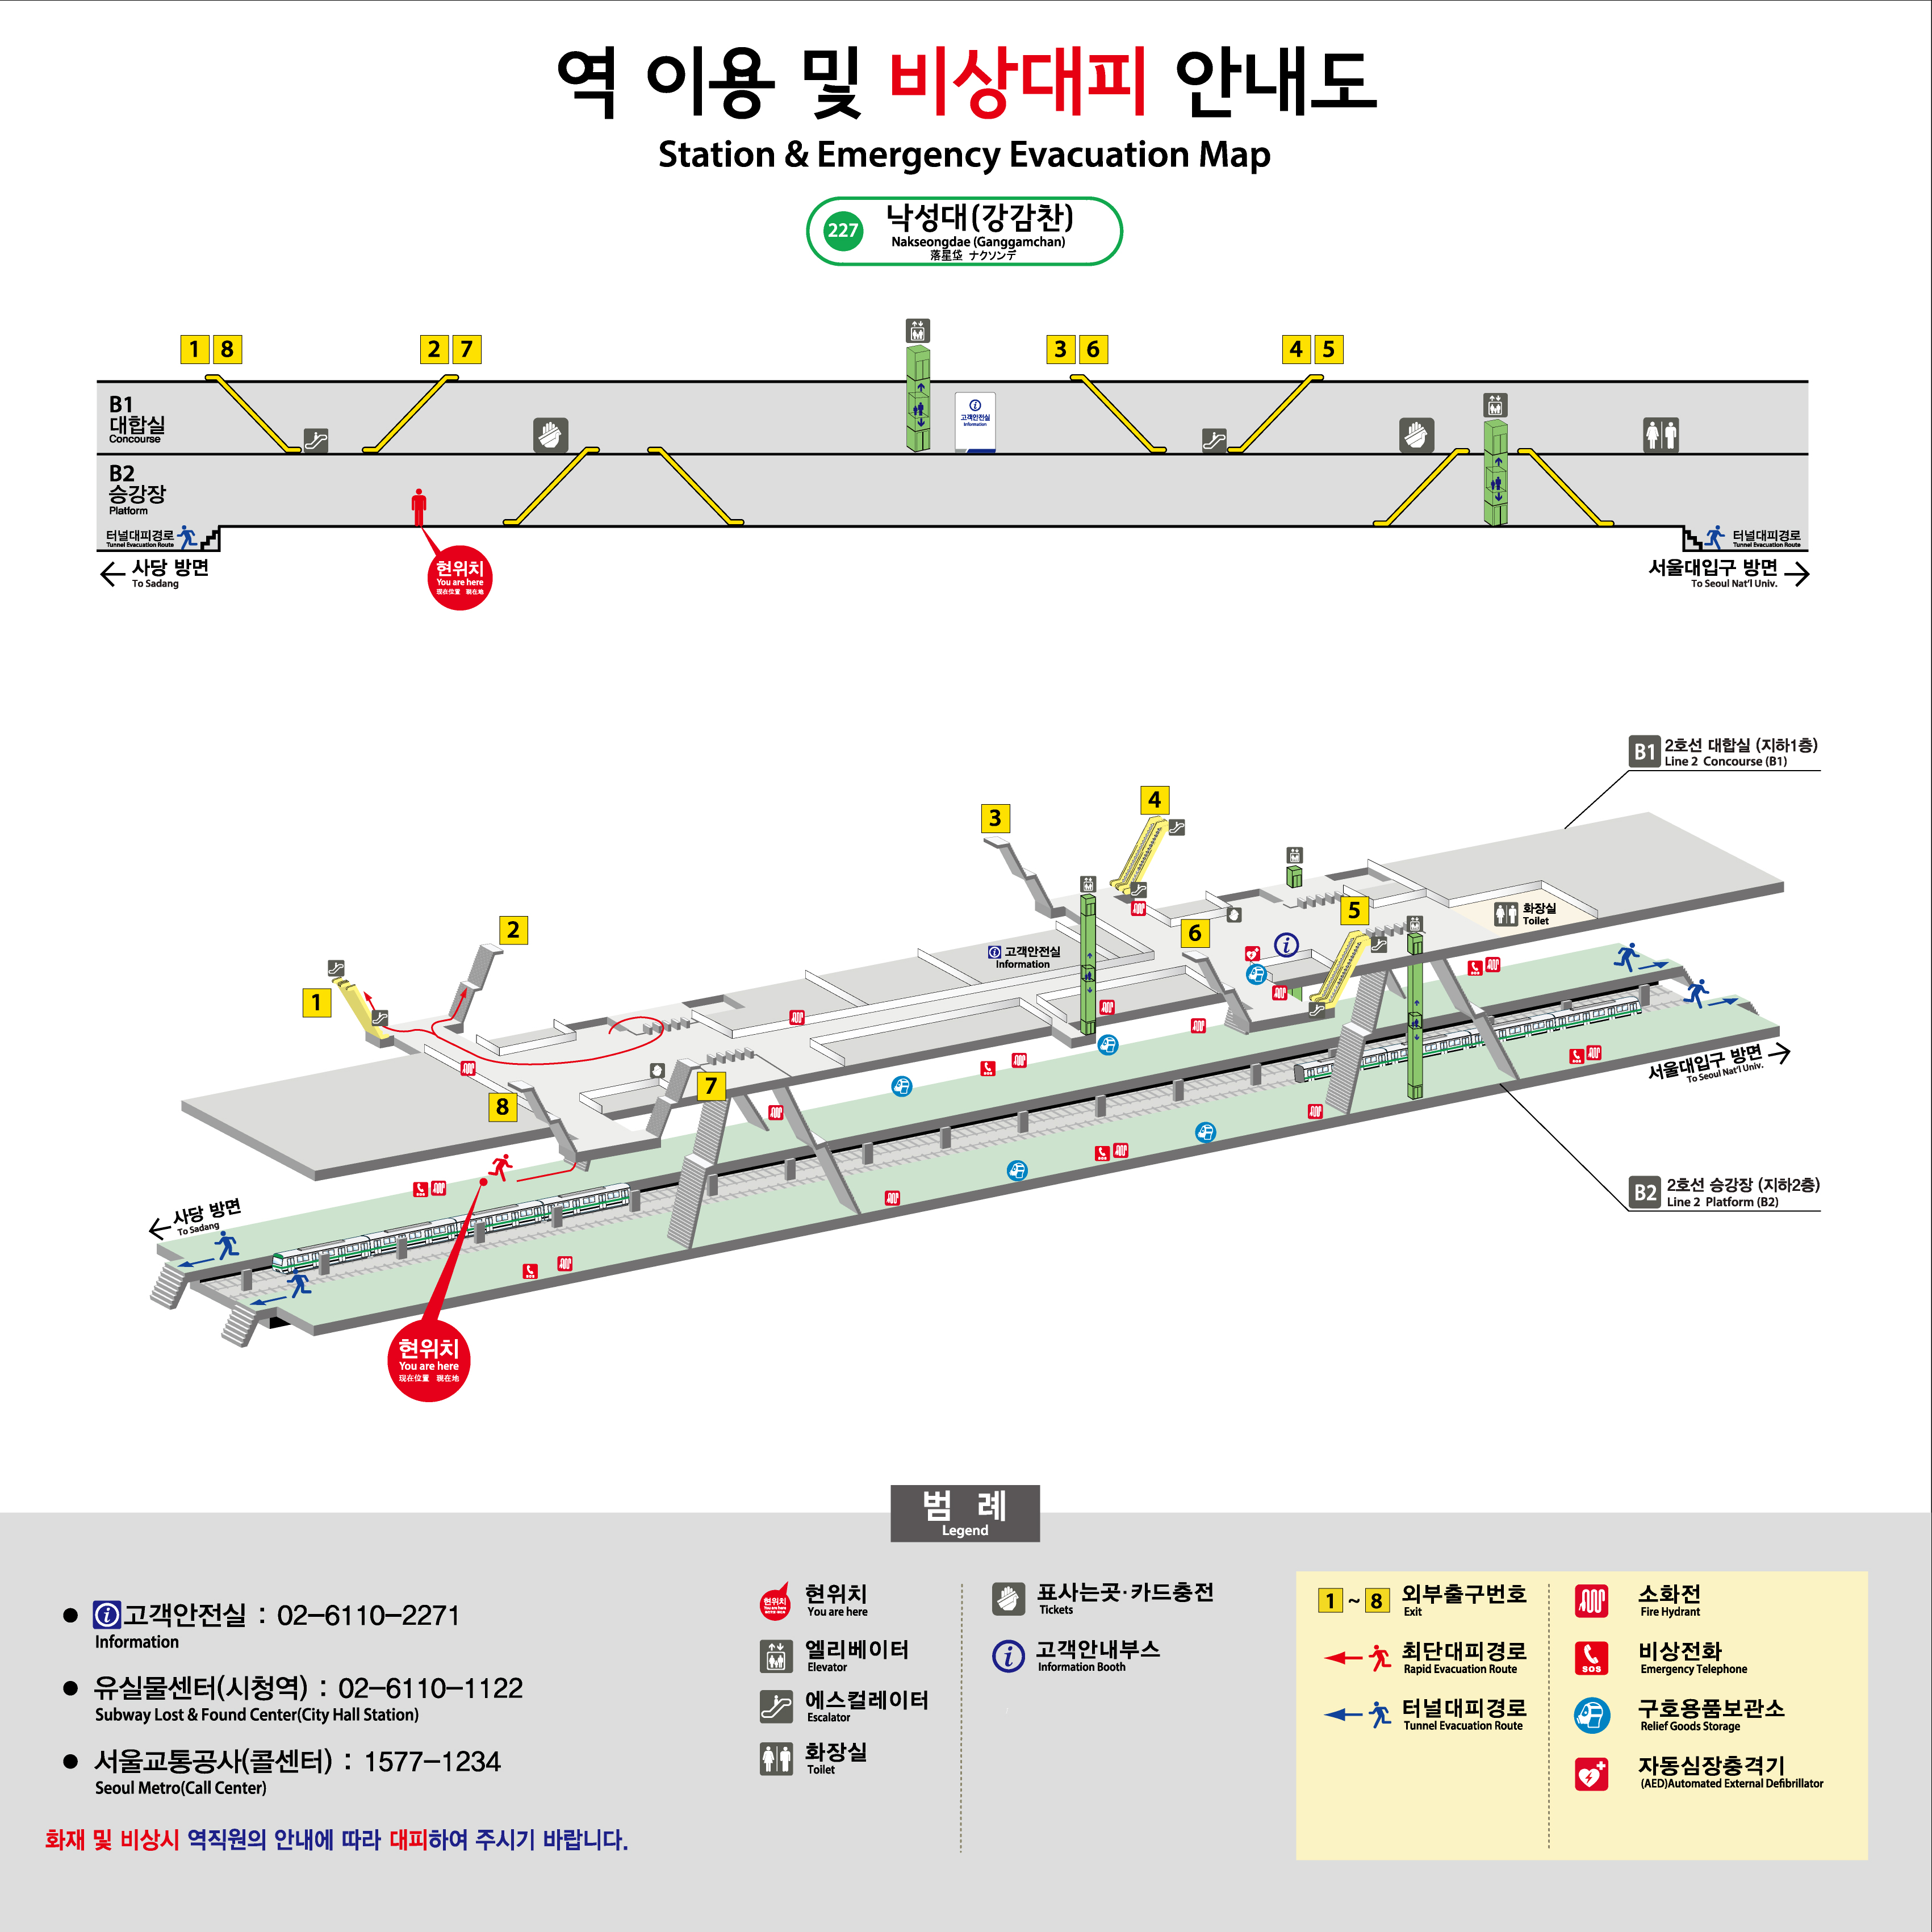 역 이용 및 비상대피 안내도
Station & Emergency Evacuation Map
227
낙성대(강감찬)
Nakseongdae (Ganggamchan)
落星垈 ナクソンデ
1 8
2 7
3 6
4 5
B1
대합실
Concourse
고객안전실
Information
B2
승강장
Platform
터널대피경로
Tunnel Evacuation Route
터널대피경로
Tunnel Evacuation Route
사당 방면
To Sadang
현위치
You are here
现在位置 現在地
서울대입구 방면
To Seoul Nat'l Univ.
B1
2호선 대합실 (지하1층)
Line 2 Concourse (B1)
4
3
5
화장실
Toilet
2
6
고객안전실
Information
1
7
8
서울대입구 방면
To Seoul Nat'l Univ.
B2
2호선 승강장 (지하2층)
Line 2 Platform (B2)
사당 방면
To Sadang
현위치
You are here
现在位置 現在地
범 례
Legend
고객안전실 : 02-6110-2271
Information
유실물센터(시청역) : 02-6110-1122
Subway Lost & Found Center(City Hall Station)
서울교통공사(콜센터) : 1577-1234
Seoul Metro(Call Center)
화재 및 비상시 역직원의 안내에 따라 대피하여 주시기 바랍니다.
현위치
You are here
엘리베이터
Elevator
에스컬레이터
Escalator
화장실
Toilet
표사는곳·카드충전
Tickets
고객안내부스
Information Booth
1 ~ 8
외부출구번호
Exit
최단대피경로
Rapid Evacuation Route
터널대피경로
Tunnel Evacuation Route
소화전
Fire Hydrant
SOS
비상전화
Emergency Telephone
구호용품보관소
Relief Goods Storage
자동심장충격기
(AED)Automated External Defibrillator